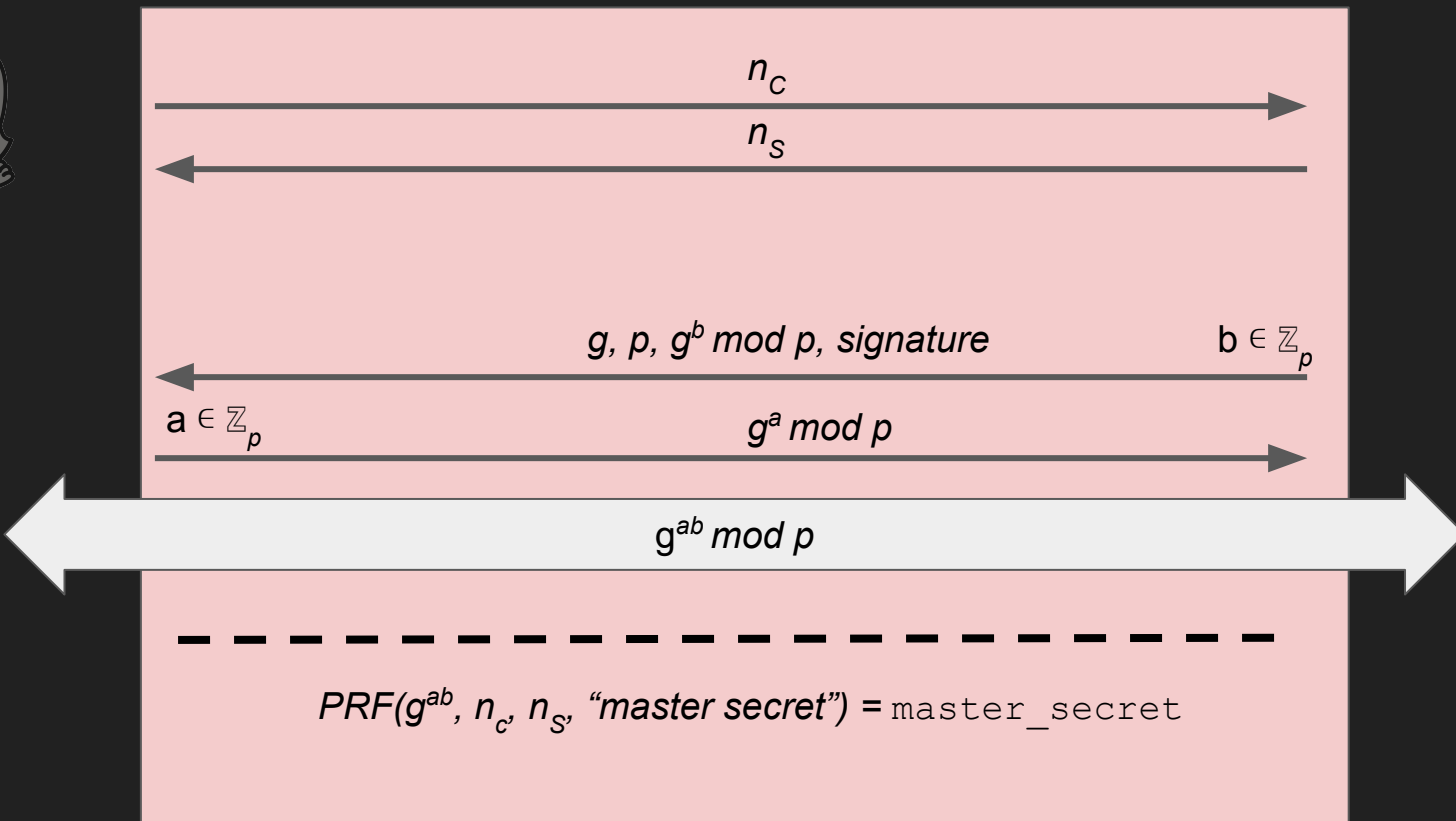 n_C
n_S
g, p, g^b mod p, signature
b ∈ ℤ_p
a ∈ ℤ_p
g^a mod p
g^ab mod p
PRF(g^ab, n_c, n_S, “master secret”) = master_secret